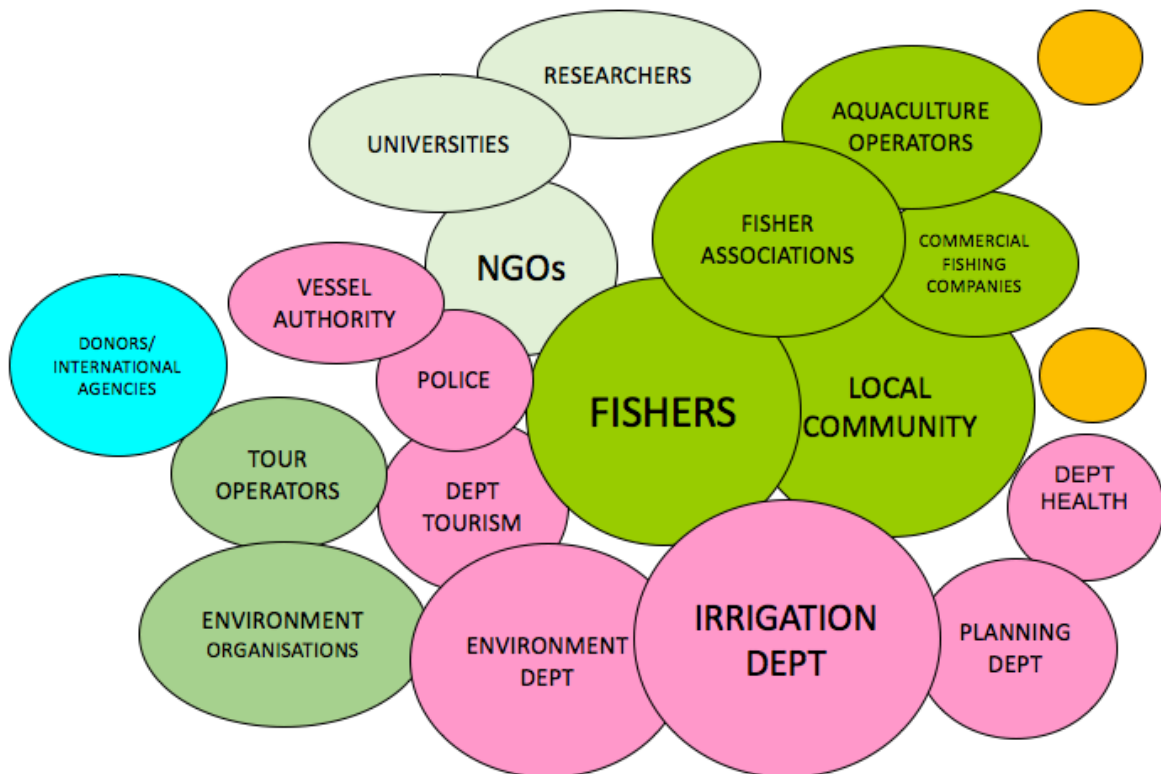 RESEARCHERS
UNIVERSITIES
AQUACULTURE
OPERATORS
FISHER
ASSOCIATIONS
COMMERCIAL
FISHING
COMPANIES
NGOs
VESSEL
AUTHORITY
DONORS/
INTERNATIONAL
AGENCIES
POLICE
FISHERS
LOCAL
COMMUNITY
TOUR
OPERATORS
DEPT
TOURISM
DEPT
HEALTH
ENVIRONMENT
ORGANISATIONS
ENVIRONMENT
DEPT
IRRIGATION
DEPT
PLANNING
DEPT